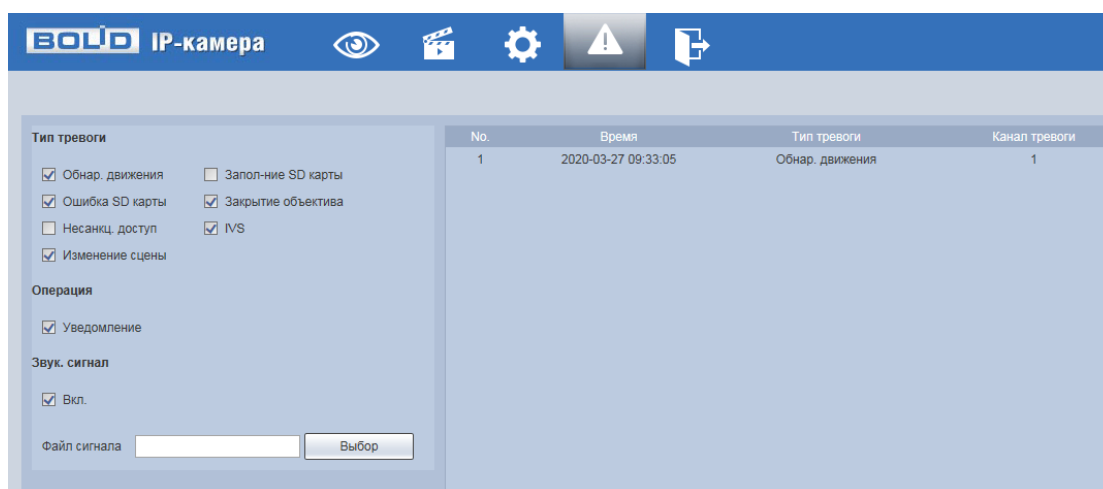 BOLID IP-камера
Тип тревоги
Обнар. движения Запол-ние SD карты
Ошибка SD карты Закрытие объектива
Несанкц. доступ IVS
Изменение сцены
Операция
Уведомление
Звук. сигнал
Вкл.
Файл сигнала Выбор
No. Время Тип тревоги Канал тревоги
1 2020-03-27 09:33:05 Обнар. движения 1